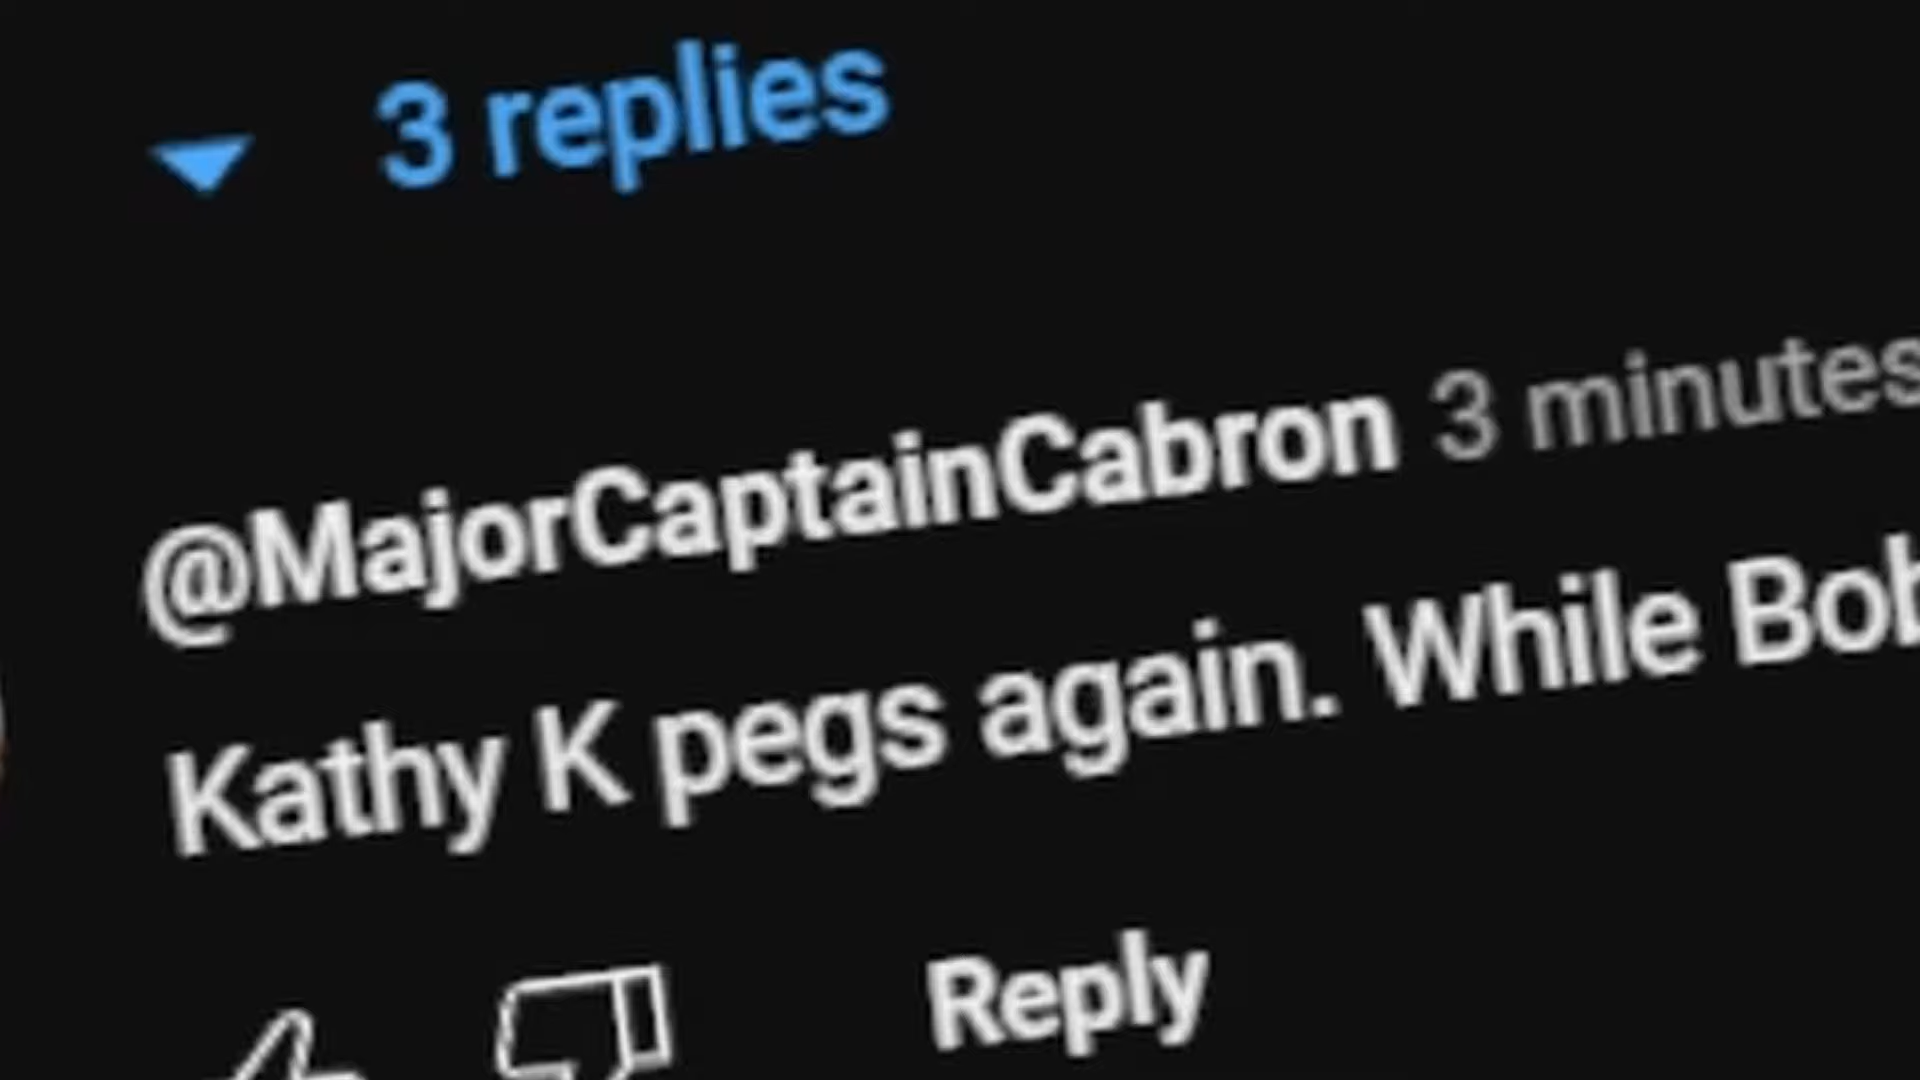 3 replies
@MajorCaptainCabron 3 minutes
Kathy K pegs again. While Bob
Reply